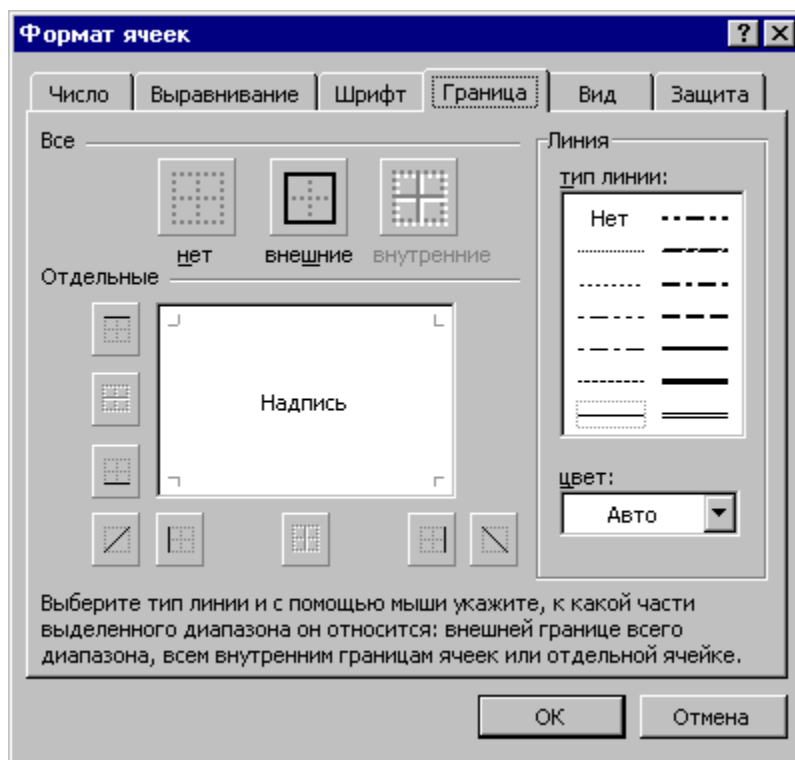 Формат ячеек
Число Выравнивание Шрифт Граница Вид Защита
Все
нет внешние внутренние
Отдельные
Надпись
Линия
тип линии:
Нет
цвет:
Авто
Выберите тип линии и с помощью мыши укажите, к какой части
выделенного диапазона он относится: внешней границе всего
диапазона, всем внутренним границам ячеек или отдельной ячейке.
ОК Отмена